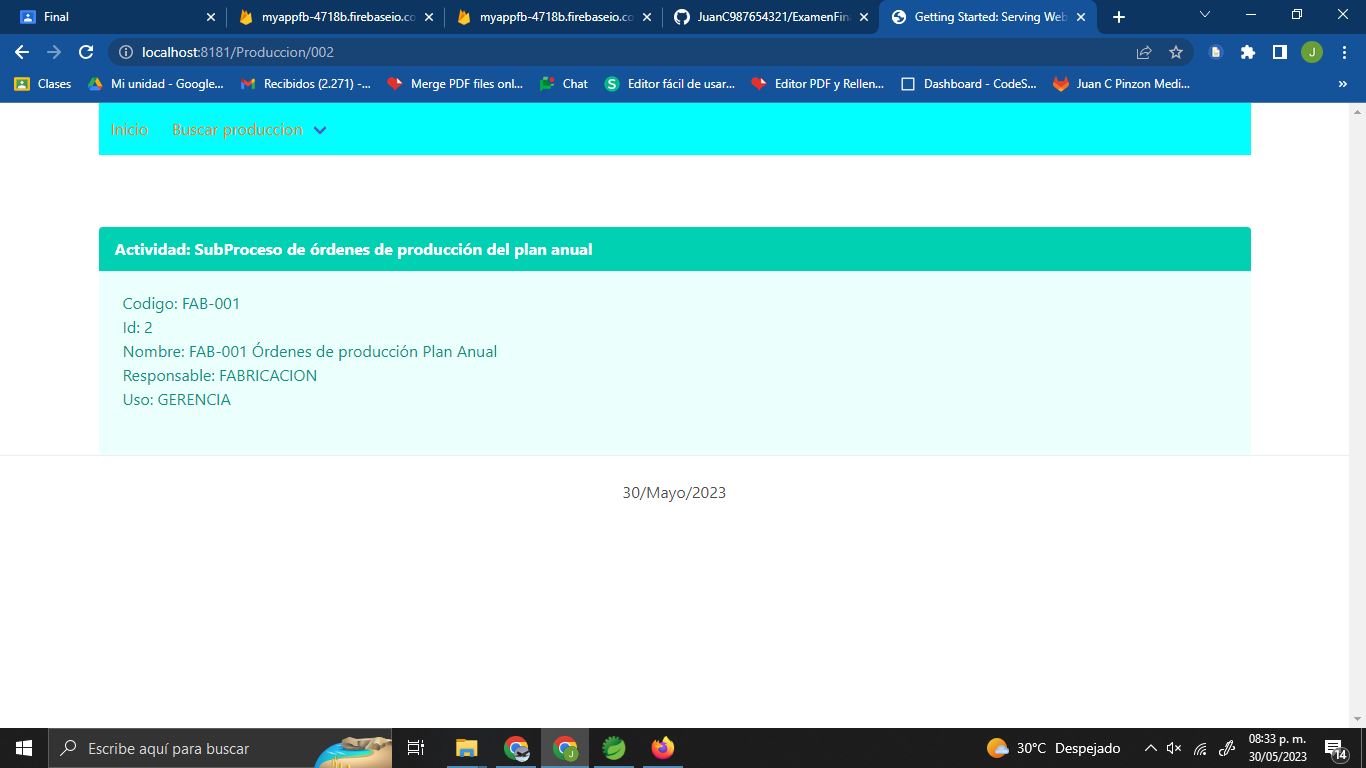 Final
myappfb-4718b.firebaseio.co
myappfb-4718b.firebaseio.co
JuanC987654321/ExamenFin
Getting Started: Serving Web
localhost:8181/Produccion/002
J
Clases
Mi unidad - Google...
Recibidos (2.271) -...
Merge PDF files onl...
Chat
Editor fácil de usar...
Editor PDF y Rellen...
Dashboard - CodeS...
Juan C Pinzon Medi...
»
Inicio
Buscar produccion
Actividad: SubProceso de órdenes de producción del plan anual
Codigo: FAB-001
Id: 2
Nombre: FAB-001 Órdenes de producción Plan Anual
Responsable: FABRICACION
Uso: GERENCIA
30/Mayo/2023
Escribe aquí para buscar
30°C Despejado
08:33 p. m.
30/05/2023
14